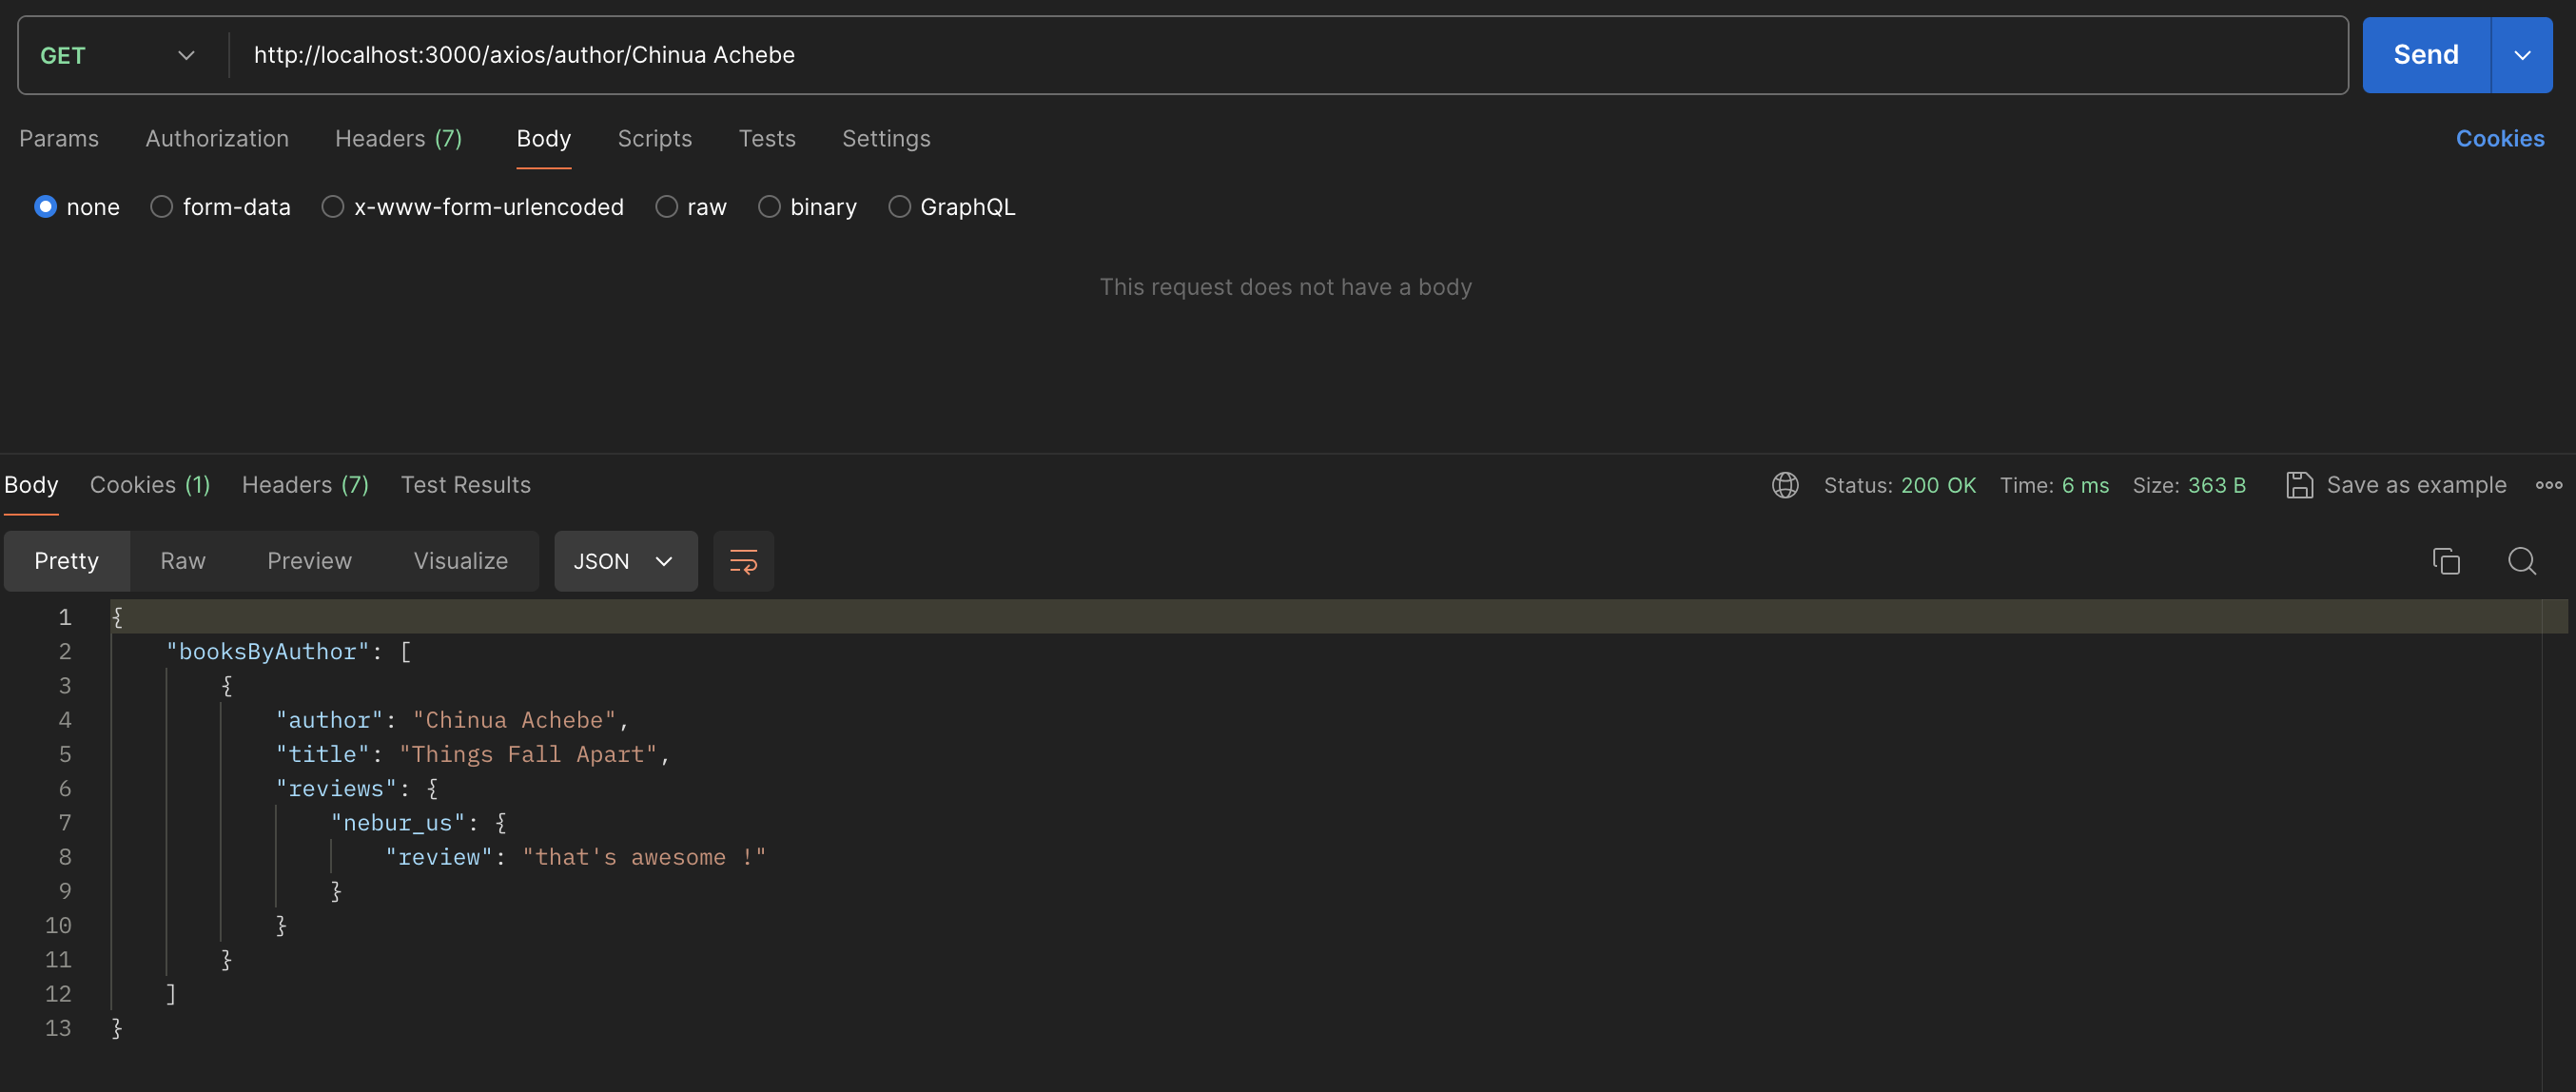 GET http://localhost:3000/axios/author/Chinua Achebe Send
Params Authorization Headers (7) Body Scripts Tests Settings Cookies
none form-data x-www-form-urlencoded raw binary GraphQL
This request does not have a body
Body Cookies (1) Headers (7) Test Results Status: 200 OK Time: 6 ms Size: 363 B Save as example
Pretty Raw Preview Visualize JSON
1 {
2 "booksByAuthor": [
3 {
4 "author": "Chinua Achebe",
5 "title": "Things Fall Apart",
6 "reviews": {
7 "nebur_us": {
8 "review": "that's awesome !"
9 }
10 }
11 }
12 ]
13 }